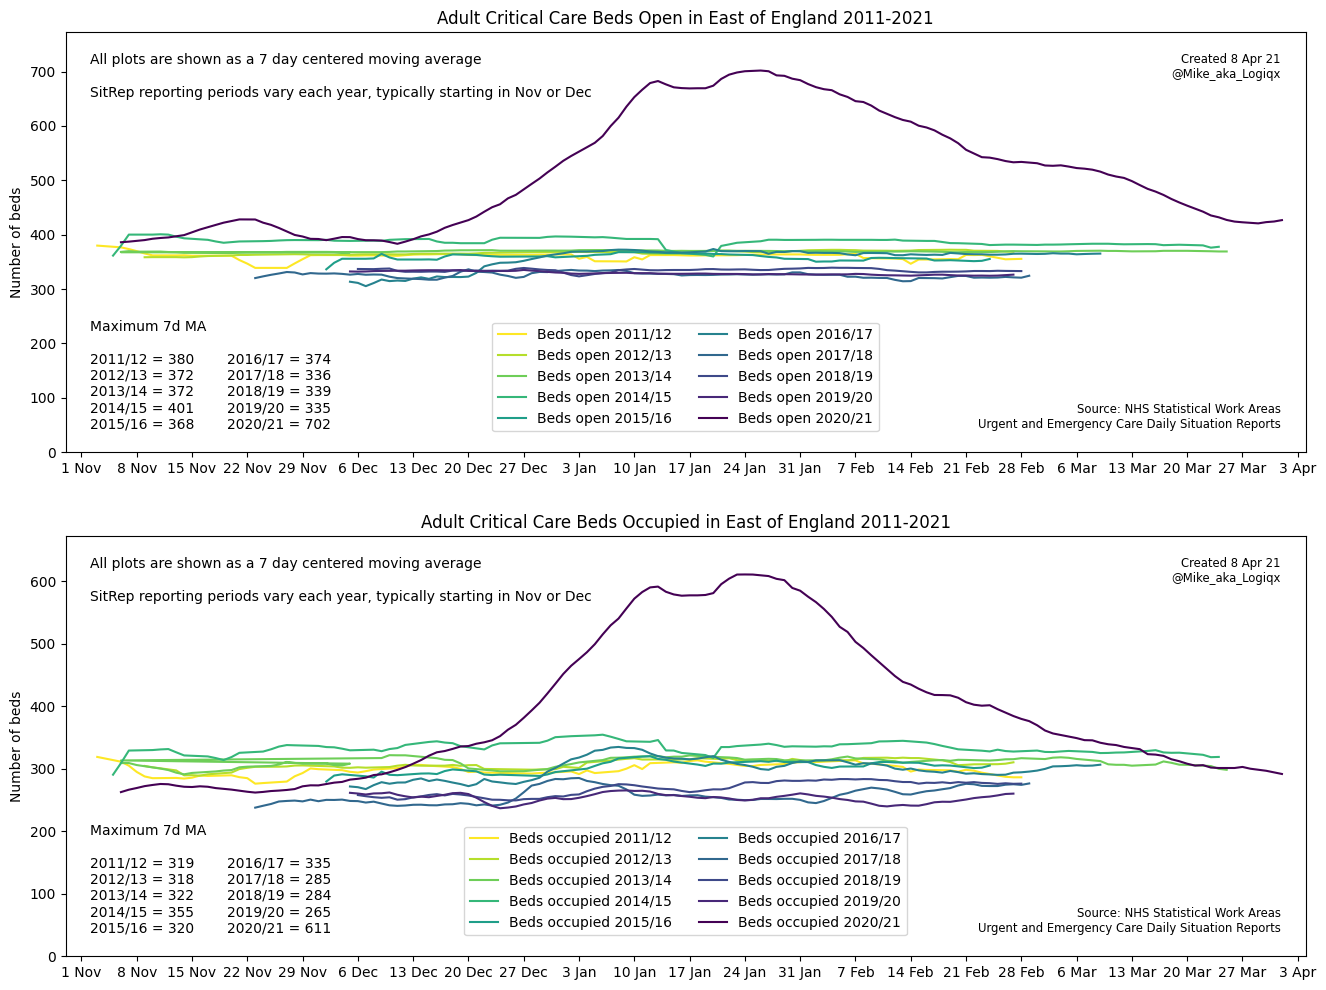 Adult Critical Care Beds Open in East of England 2011-2021
All plots are shown as a 7 day centered moving average
Created 8 Apr 21
@Mike_aka_Logiqx
SitRep reporting periods vary each year, typically starting in Nov or Dec
Number of beds
700
600
500
400
300
200
100
0
Maximum 7d MA
2011/12 = 380 2016/17 = 374
2012/13 = 372 2017/18 = 336
2013/14 = 372 2018/19 = 339
2014/15 = 401 2019/20 = 335
2015/16 = 368 2020/21 = 702
Beds open 2011/12 Beds open 2016/17
Beds open 2012/13 Beds open 2017/18
Beds open 2013/14 Beds open 2018/19
Beds open 2014/15 Beds open 2019/20
Beds open 2015/16 Beds open 2020/21
Source: NHS Statistical Work Areas
Urgent and Emergency Care Daily Situation Reports
1 Nov 8 Nov 15 Nov 22 Nov 29 Nov 6 Dec 13 Dec 20 Dec 27 Dec 3 Jan 10 Jan 17 Jan 24 Jan 31 Jan 7 Feb 14 Feb 21 Feb 28 Feb 6 Mar 13 Mar 20 Mar 27 Mar 3 Apr
Adult Critical Care Beds Occupied in East of England 2011-2021
All plots are shown as a 7 day centered moving average
Created 8 Apr 21
@Mike_aka_Logiqx
SitRep reporting periods vary each year, typically starting in Nov or Dec
Number of beds
600
500
400
300
200
100
0
Maximum 7d MA
2011/12 = 319 2016/17 = 335
2012/13 = 318 2017/18 = 285
2013/14 = 322 2018/19 = 284
2014/15 = 355 2019/20 = 265
2015/16 = 320 2020/21 = 611
Beds occupied 2011/12 Beds occupied 2016/17
Beds occupied 2012/13 Beds occupied 2017/18
Beds occupied 2013/14 Beds occupied 2018/19
Beds occupied 2014/15 Beds occupied 2019/20
Beds occupied 2015/16 Beds occupied 2020/21
Source: NHS Statistical Work Areas
Urgent and Emergency Care Daily Situation Reports
1 Nov 8 Nov 15 Nov 22 Nov 29 Nov 6 Dec 13 Dec 20 Dec 27 Dec 3 Jan 10 Jan 17 Jan 24 Jan 31 Jan 7 Feb 14 Feb 21 Feb 28 Feb 6 Mar 13 Mar 20 Mar 27 Mar 3 Apr